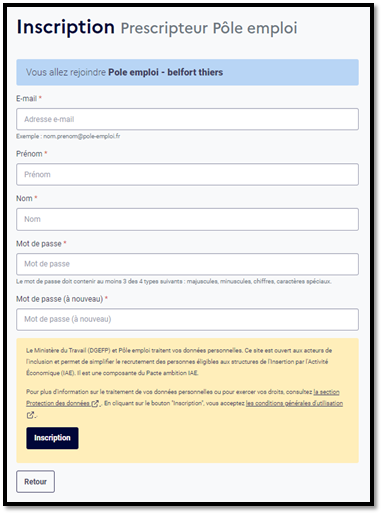 Inscription Prescripteur Pôle emploi
Vous allez rejoindre Pole emploi - belfort thiers
E-mail *
Adresse e-mail
Exemple : nom.prenom@pole-emploi.fr
Prénom *
Prénom
Nom *
Nom
Mot de passe *
Mot de passe
Le mot de passe doit contenir au moins 3 des 4 types suivants : majuscules, minuscules, chiffres, caractères spéciaux.
Mot de passe (à nouveau) *
Mot de passe (à nouveau)
Le Ministère du Travail (DGEFP) et Pôle emploi traitent vos données personnelles. Ce site est ouvert aux acteurs de
l'inclusion et permet de simplifier le recrutement des personnes éligibles aux structures de l'Insertion par l'Activité
Économique (IAE). Il est une composante du Pacte ambition IAE.
Pour plus d'information sur le traitement de vos données personnelles ou pour exercer vos droits, consultez la section
Protection des données . En cliquant sur le bouton "Inscription", vous acceptez les conditions générales d'utilisation
.
Inscription
Retour